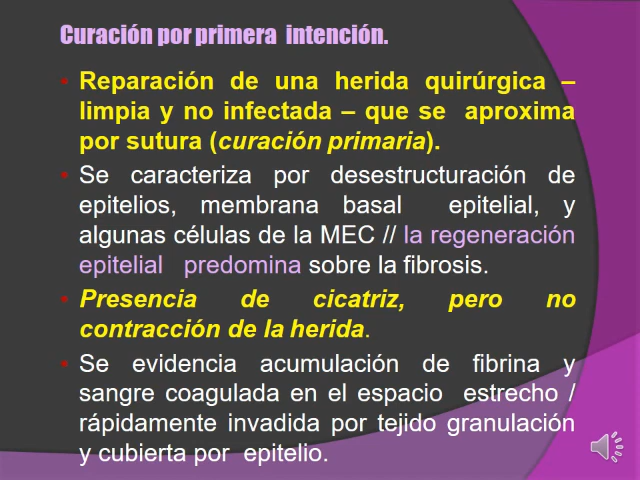 Curación por primera intención.
Reparación de una herida quirúrgica –
limpia y no infectada – que se aproxima
por sutura (curación primaria).
Se caracteriza por desestructuración de
epitelios, membrana basal epitelial, y
algunas células de la MEC // la regeneración
epitelial predomina sobre la fibrosis.
Presencia de cicatriz, pero no
contracción de la herida.
Se evidencia acumulación de fibrina y
sangre coagulada en el espacio estrecho /
rápidamente invadida por tejido granulación
y cubierta por epitelio.